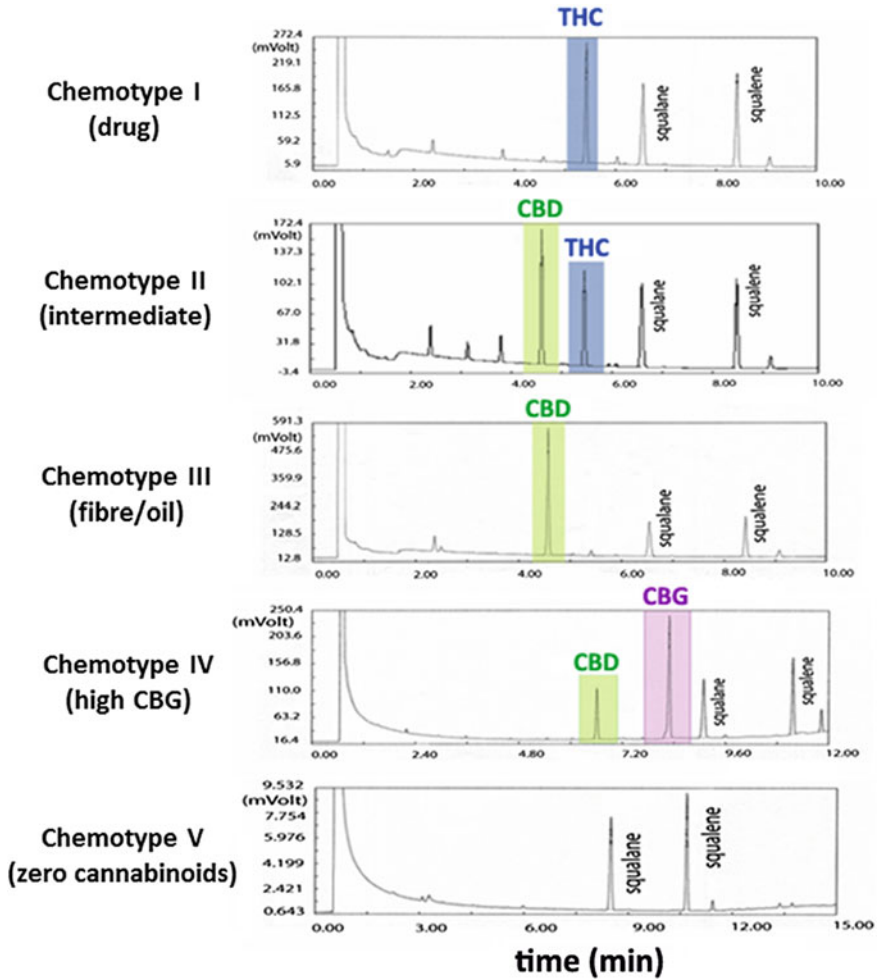 THC
272.4
(mVolt)
219.1
165.8
112.5
59.2
5.9
Chemotype I
(drug)
squalane
squalene
0.00 2.00 6.00 8.00 10.00
CBD
THC
172.4
(mVolt)
137.3
102.1
67.0
31.8
-3.4
Chemotype II
(intermediate)
squalane
squalene
0.00 2.00 4.00 6.00 8.00 10.00
CBD
591.3
(mVolt)
475.6
359.9
244.2
128.5
12.8
Chemotype III
(fibre/oil)
squalane
squalene
0.00 2.00 4.00 6.00 8.00 10.00
CBG
CBD
250.4
(mVolt)
203.6
156.8
110.0
63.2
16.4
Chemotype IV
(high CBG)
squalane
squalene
0.00 2.40 4.80 7.20 9.60 12.00
9.532
(mVolt)
7.754
5.976
4.199
2.421
0.643
Chemotype V
(zero cannabinoids)
squalane
squalene
0.00 3.00 6.00 9.00 12.00 15.00
time (min)